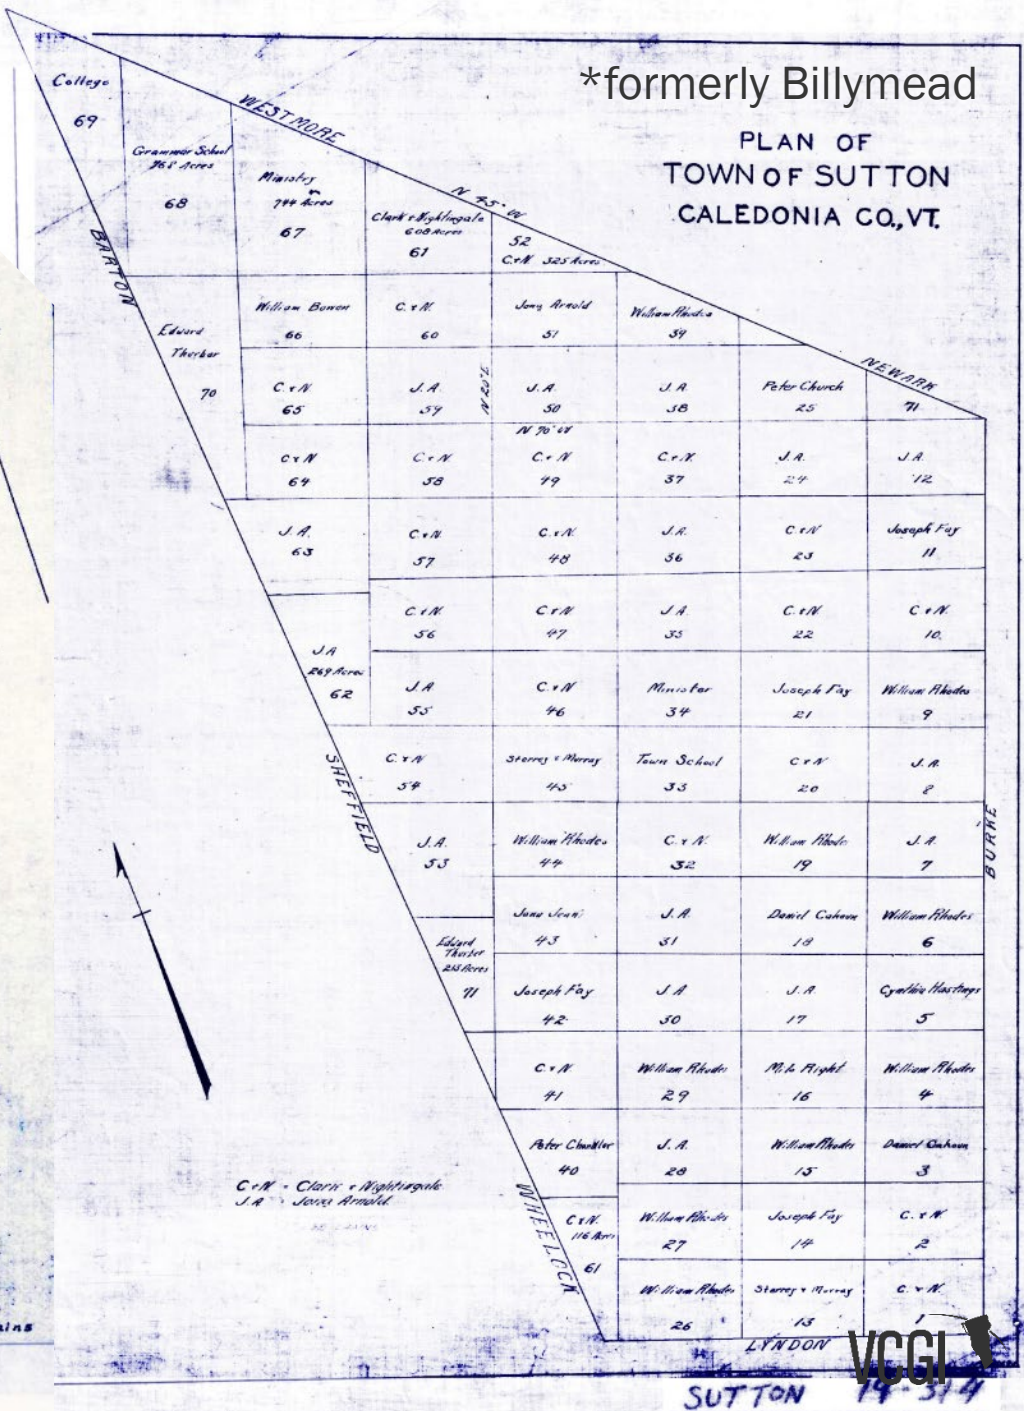 *formerly Billymead
PLAN OF
TOWN OF SUTTON
CALEDONIA CO., VT.
College
69
WESTMORE
Grammar School
768 Acres
68
Ministry
744 Acres
67
N 75° W
Clark & Nightingale
608 Acres
61
52
C.&N. 325 Acres
BARTON
William Bowen
66
C. & N.
60
Jony Arnold
51
William Rhodes
39
Edward
Thurber
70
C. & N
65
J. A.
59
J. A.
50
J. A.
38
Peter Church
25
NEWARK
71
N 70° W
C & N
64
C & N
58
C & N
49
C. & N.
37
J. A.
24
J. A.
12
J. A.
63
C & N.
57
C. & N.
48
J. A.
36
C & N
23
Joseph Fay
11
C. & N.
56
C & N
47
J. A
35
C. & N.
22
C & N.
10.
J. A
269 Acres
62
J. A
55
C. & N
46
Minister
34
Joseph Fay
21
William Rhodes
9
SHEFFIELD
C. & N
54
& Murray
45
Town School
33
C & N
20
J. A.
8
J. A.
53
William Rhodes
44
C. & N.
32
William Rhodes
19
J. A.
7
BURKE
43
J. A.
31
Daniel Cahoon
18
William Rhodes
6
Edward
Thurber
Acres
71
Joseph Fay
42
J. A
30
J. A.
17
Cynthia Hastings
5
C. & N
41
William Rhodes
29
Right
16
William Rhodes
4
Peter Chandler
40
J. A.
28
William Rhodes
15
Daniel Cahoon
3
WHEELOCK
C & N.
116 Acres
61
William Rhodes
27
Joseph Fay
14
C. & N.
2
William Rhodes
26
& Murray
13
C. & N.
1
C & N - Clark & Nightingale
J. A - Arnold.
LYNDON
VCGI
SUTTON